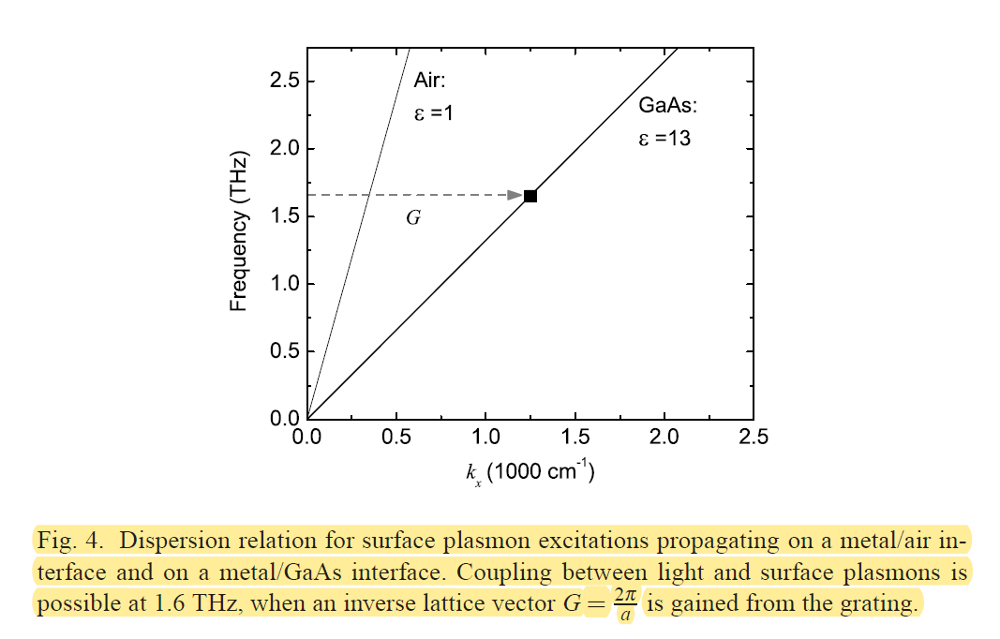 2.5
2.0
1.5
1.0
0.5
0.0
Frequency (THz)
Air:
ε =1
GaAs:
ε =13
G
0.0 0.5 1.0 1.5 2.0 2.5
kₓ (1000 cm⁻¹)
Fig. 4. Dispersion relation for surface plasmon excitations propagating on a metal/air in-
terface and on a metal/GaAs interface. Coupling between light and surface plasmons is
possible at 1.6 THz, when an inverse lattice vector G = 2π/a is gained from the grating.